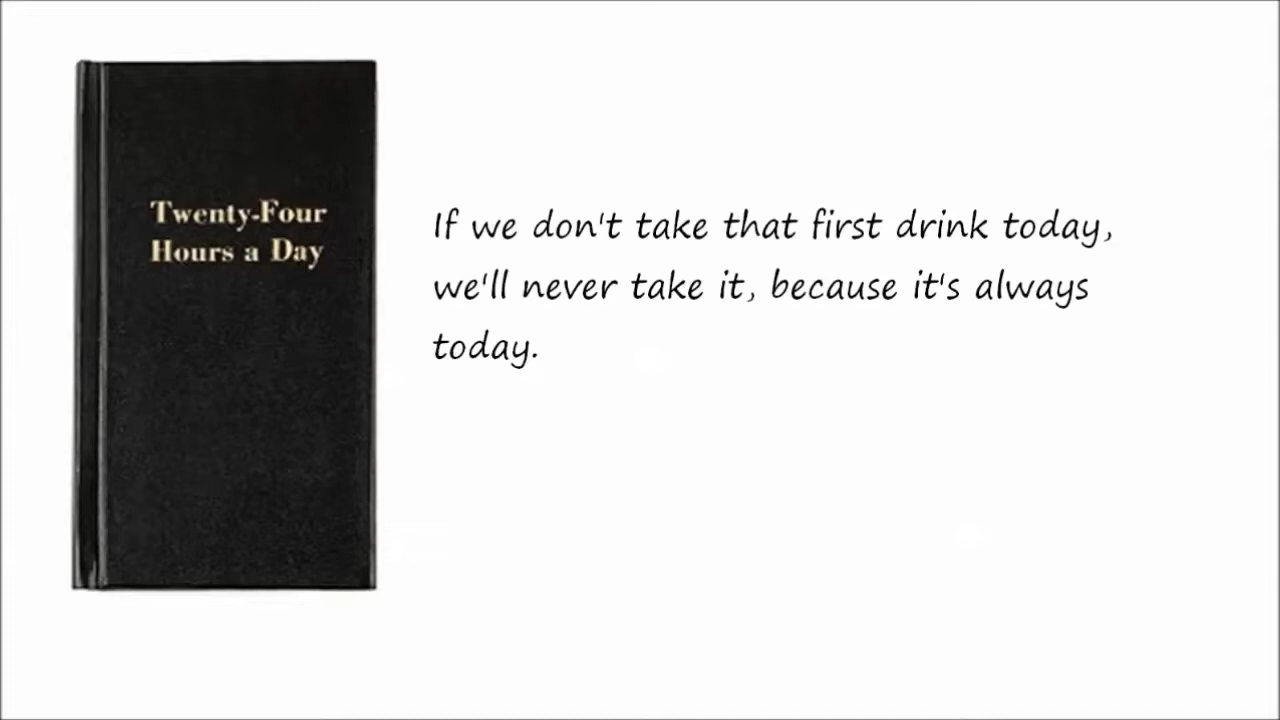 Twenty-Four
Hours a Day
If we don't take that first drink today,
we'll never take it, because it's always
today.